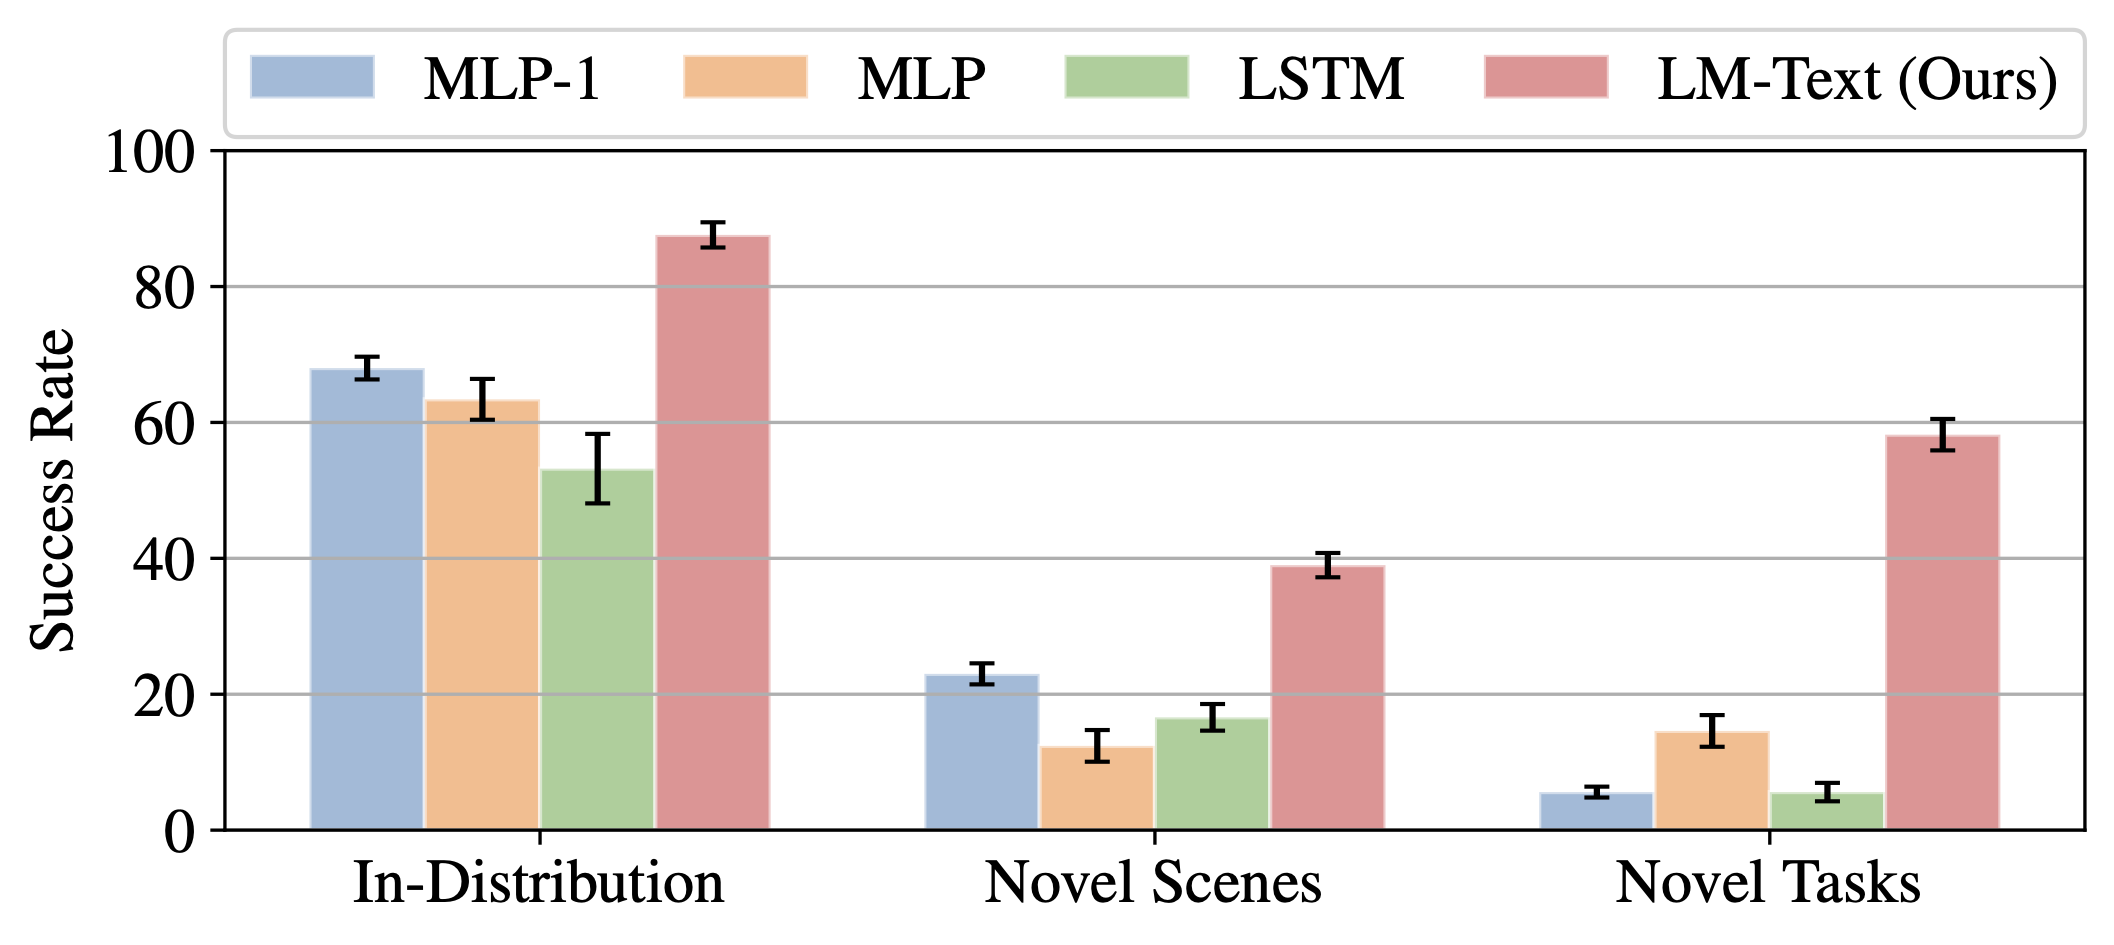 MLP-1 MLP LSTM LM-Text (Ours)
100
80
60
40
20
0
Success Rate
In-Distribution Novel Scenes Novel Tasks